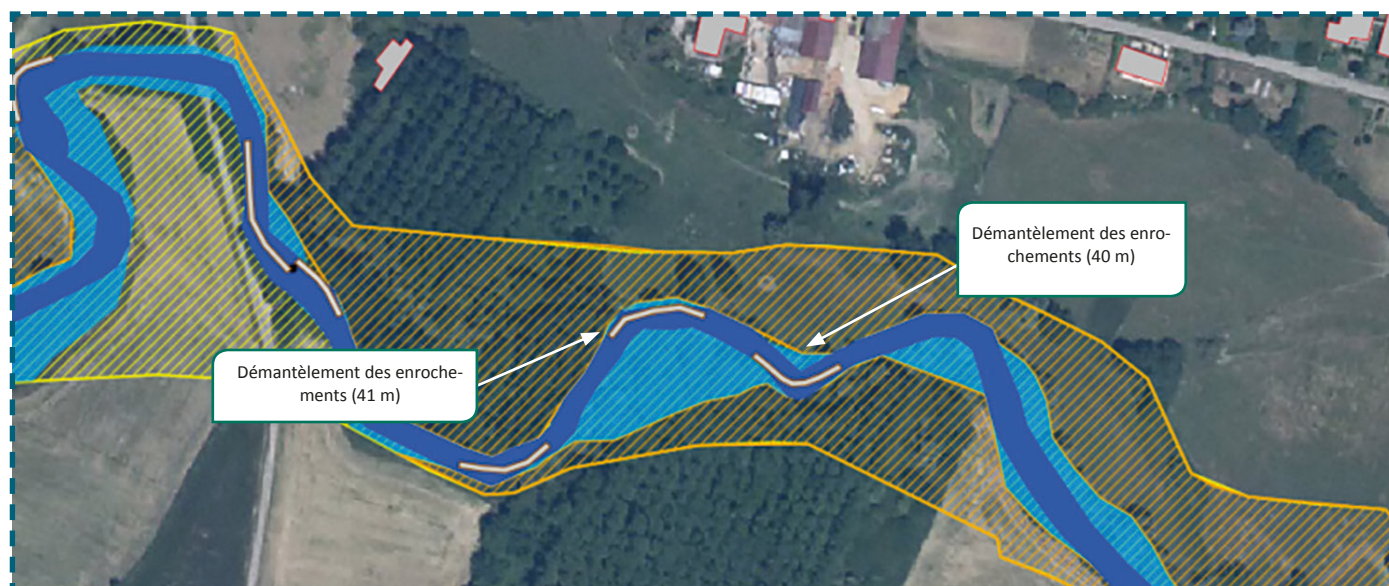 Démantèlement des enro-
chements (40 m)
Démantèlement des enroche-
ments (41 m)